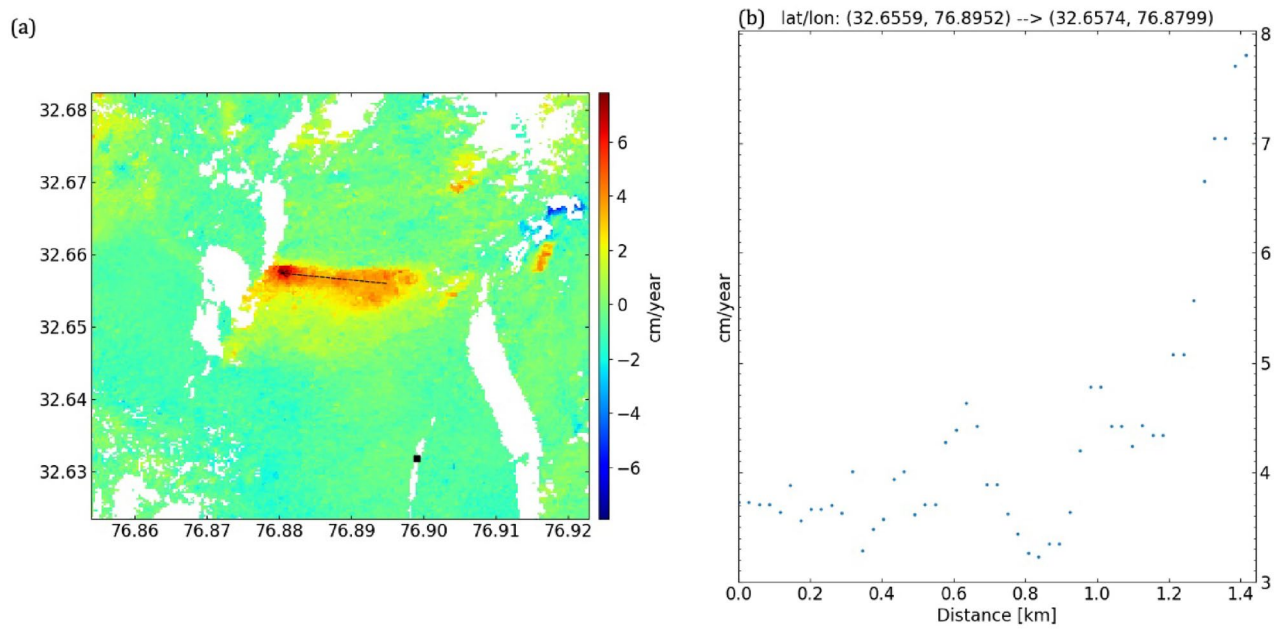 (a)
32.68
32.67
32.66
32.65
32.64
32.63
76.86 76.87 76.88 76.89 76.90 76.91 76.92
6
4
2
0
−2
−4
−6
cm/year
(b) lat/lon: (32.6559, 76.8952) --> (32.6574, 76.8799)
cm/year
8
7
6
5
4
3
0.0 0.2 0.4 0.6 0.8 1.0 1.2 1.4
Distance [km]